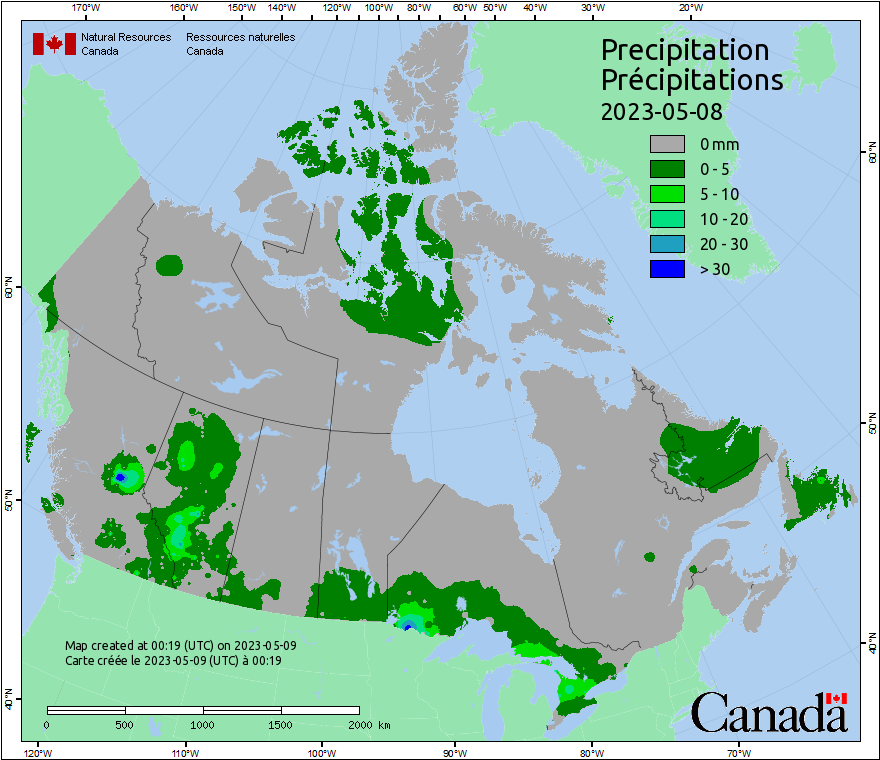 170°W 160°W 150°W 140°W 130°W 120°W 110°W 100°W 90°W 80°W 60°W 50°W 40°W 30°W 20°W
Natural Resources Ressources naturelles
Canada Canada
Precipitation
Précipitations
2023-05-08
0 mm
0 - 5
5 - 10
10 - 20
20 - 30
> 30
60°N 60°N
50°N 50°N
40°N 40°N
Map created at 00:19 (UTC) on 2023-05-09
Carte créée le 2023-05-09 (UTC) à 00:19
0 500 1000 1500 2000 km
Canada
120°W 110°W 100°W 90°W 80°W 70°W